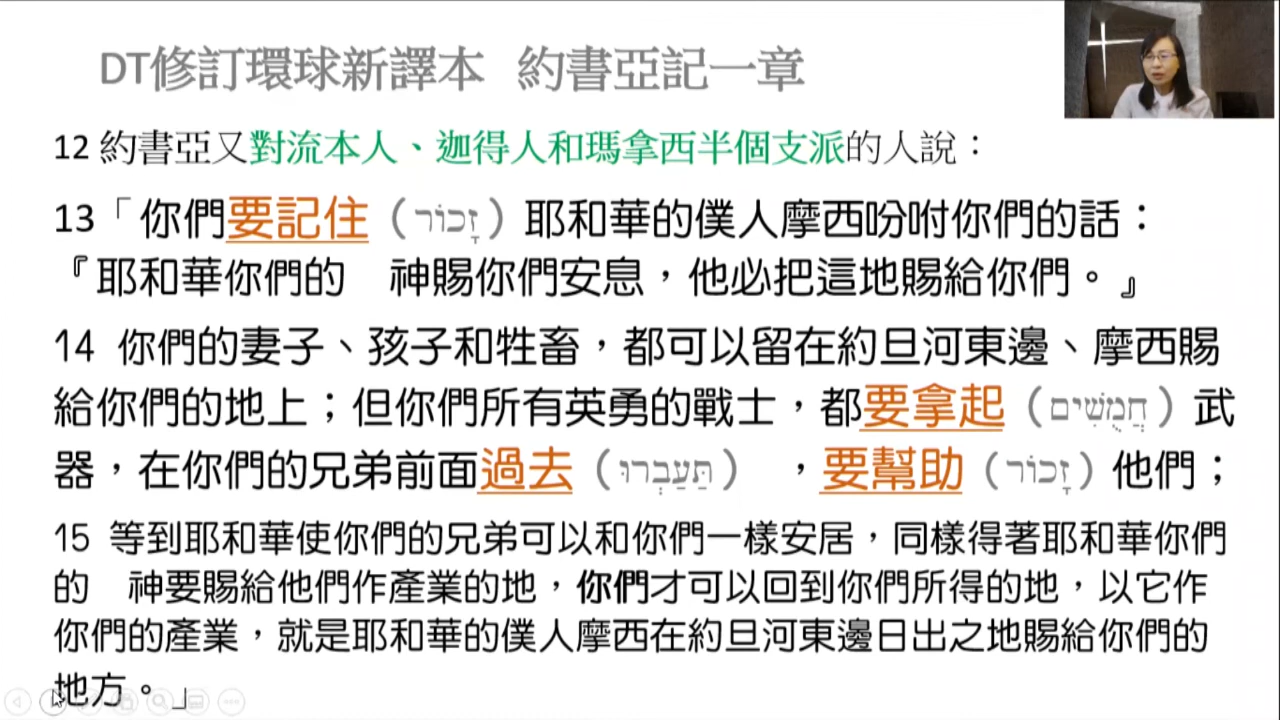 DT修訂環球新譯本 約書亞記一章
12 約書亞又對流本人、迦得人和瑪拿西半個支派的人說：
13「你們要記住（זָכוֹר）耶和華的僕人摩西吩咐你們的話：
『耶和華你們的　神賜你們安息，他必把這地賜給你們。』
14 你們的妻子、孩子和牲畜，都可以留在約旦河東邊、摩西賜
給你們的地上；但你們所有英勇的戰士，都要拿起（חֲמֻשִׁים）武
器，在你們的兄弟前面過去（תַּעַבְרוּ），要幫助（זָכוֹר）他們；
15 等到耶和華使你們的兄弟可以和你們一樣安居，同樣得著耶和華你們
的　神要賜給他們作產業的地，你們才可以回到你們所得的地，以它作
你們的產業，就是耶和華的僕人摩西在約旦河東邊日出之地賜給你們的
地方。」